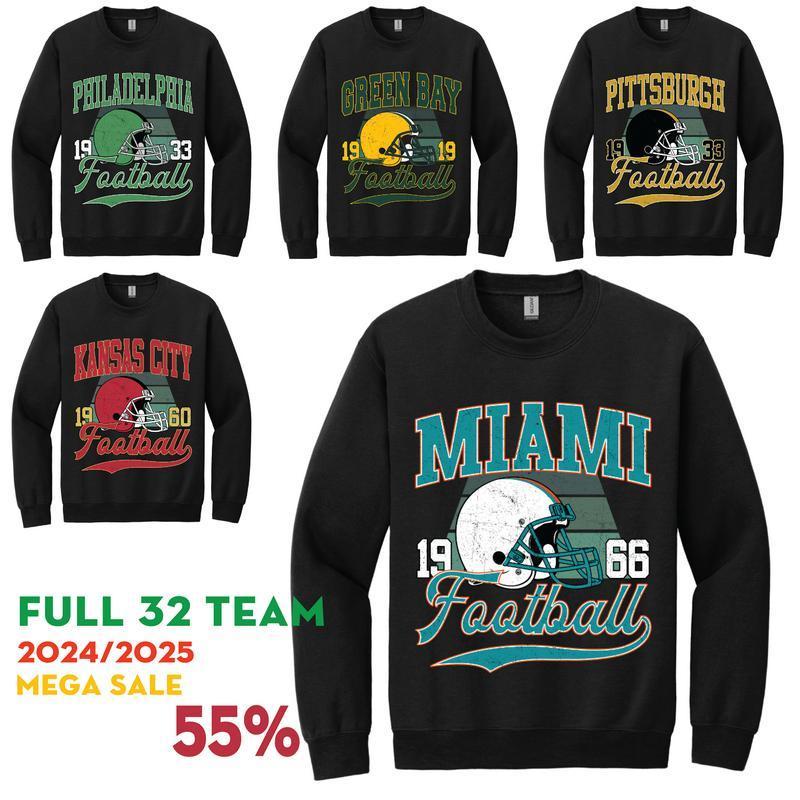 PHILADELPHIA
19 33
Football
GREEN BAY
19 19
Football
PITTSBURGH
19 33
Football
KANSAS CITY
19 60
Football
MIAMI
19 66
Football
FULL 32 TEAM
2024/2025
MEGA SALE
55%